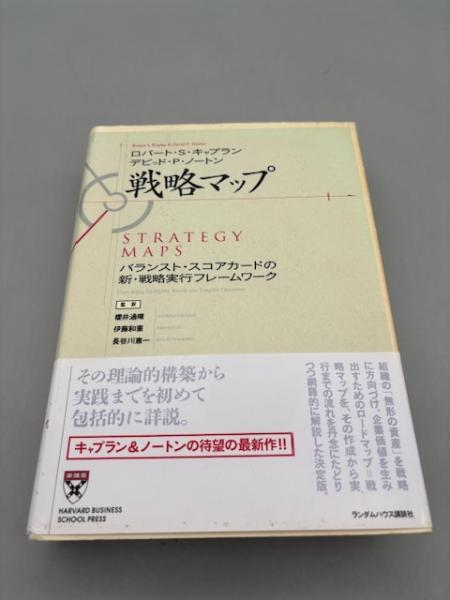 Robert S. Kaplan & David P. Norton
ロバート・S・キャプラン
デビッド・P・ノートン
戦略マップ
STRATEGY
MAPS
バランスト・スコアカードの
新・戦略実行フレームワーク
Converting Intangible Assets into Tangible Outcomes
監訳
櫻井通晴
伊藤和憲
長谷川惠一
その理論的構築から
実践までを初めて
包括的に詳説。
キャプラン&ノートンの待望の最新作!!
組織の「無形の資産」を戦略
に方向づけ、企業価値を生み
出すためのロードマップ=戦
略マップを、その作成から実
行までの流れを丹念にたどり
つつ網羅的に解説した決定版。
HARVARD BUSINESS
SCHOOL PRESS
ランダムハウス講談社